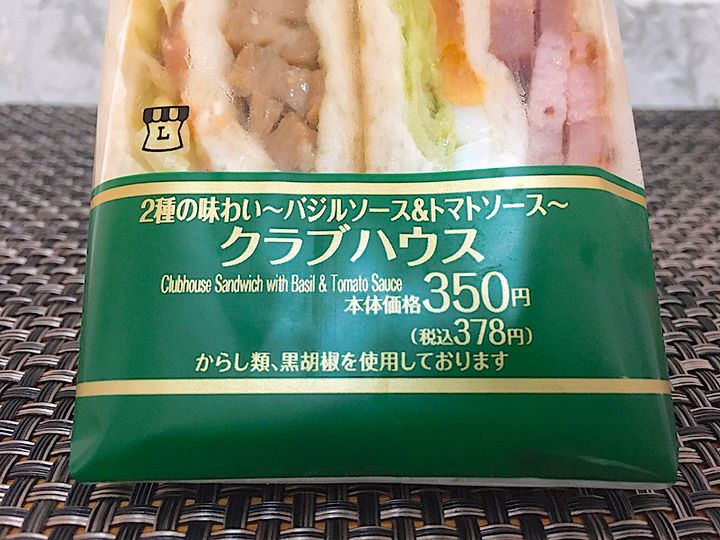 L
2種の味わい～バジルソース&トマトソース～
クラブハウス
Clubhouse Sandwich with Basil & Tomato Sauce
本体価格350円
(税込378円)
からし類、黒胡椒を使用しております